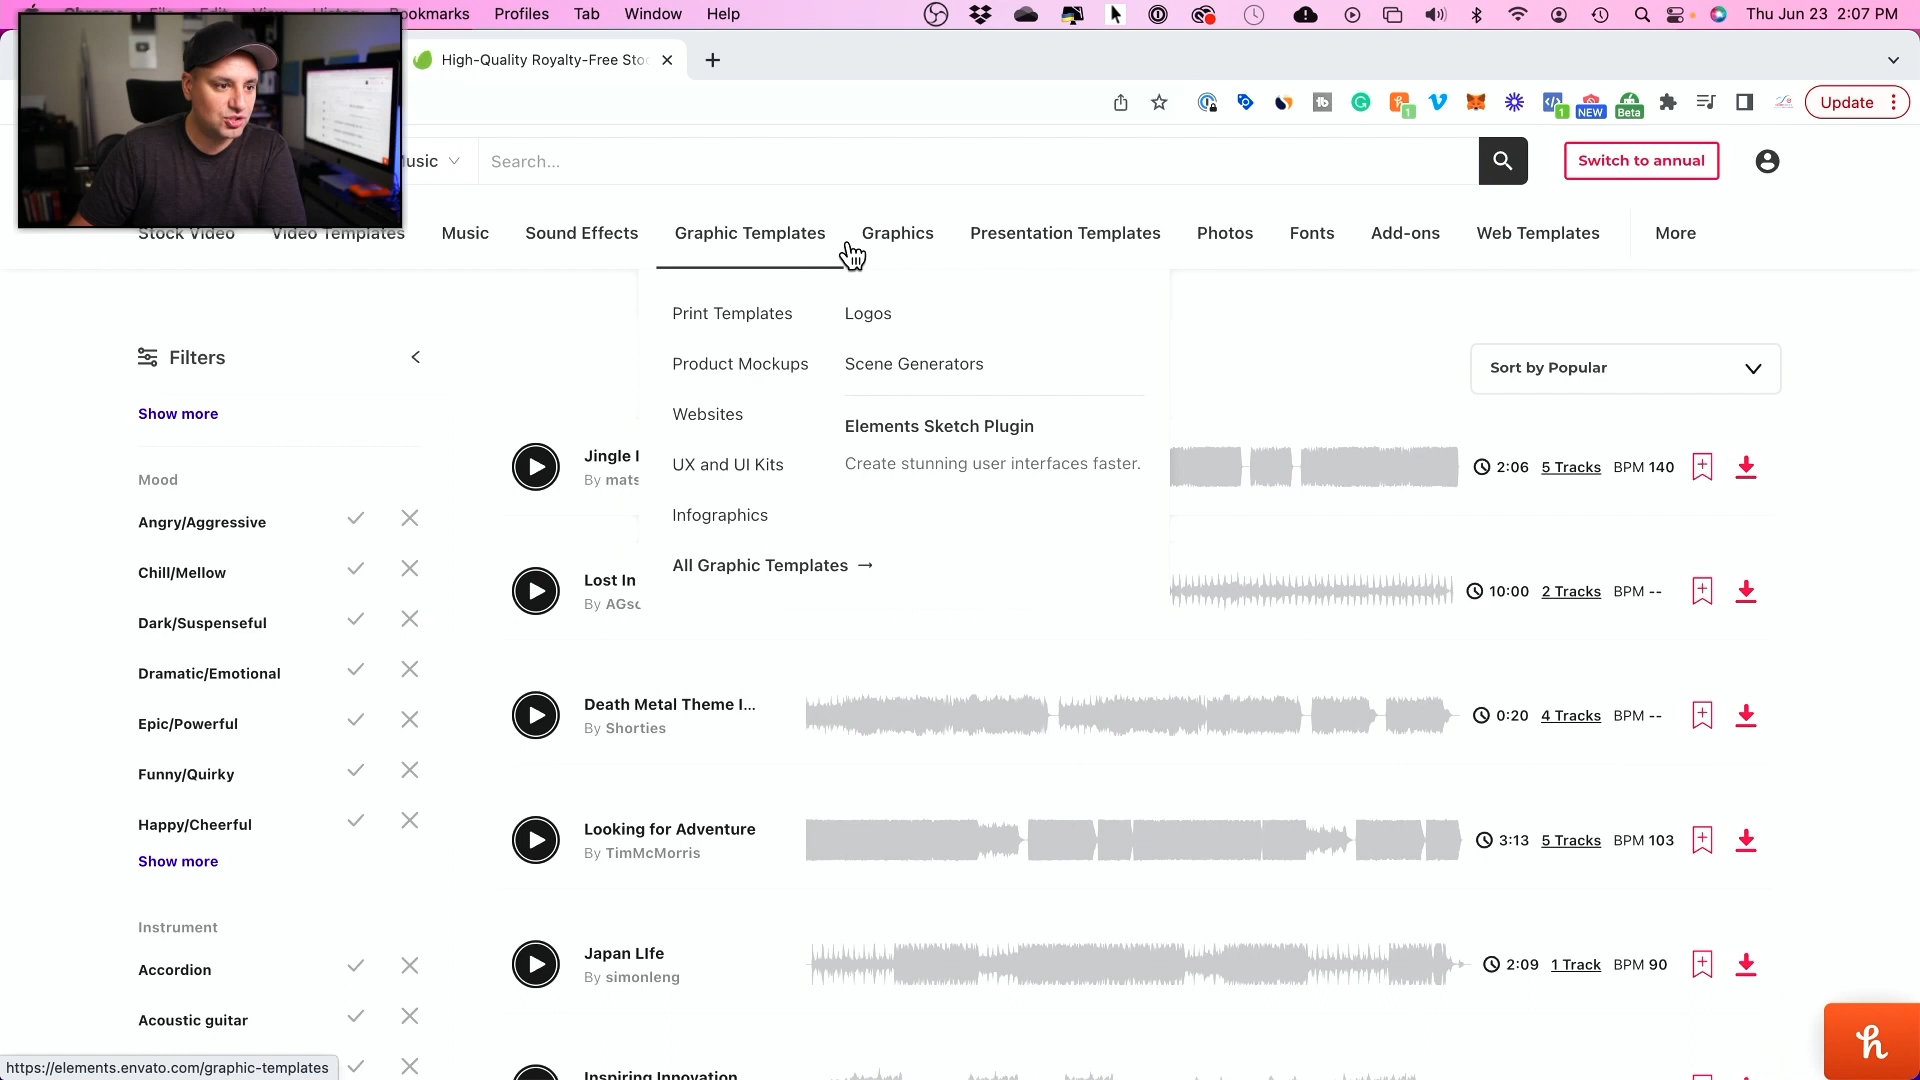 Bookmarks Profiles Tab Window Help Thu Jun 23 2:07 PM
High-Quality Royalty-Free Stoc
1 1 NEW Beta Update
Music Search... Switch to annual
Stock Video Video Templates Music Sound Effects Graphic Templates Graphics Presentation Templates Photos Fonts Add-ons Web Templates More
Print Templates Logos
Filters
Product Mockups Scene Generators
Sort by Popular
Show more
Websites
Elements Sketch Plugin
UX and UI Kits Create stunning user interfaces faster.
Infographics
All Graphic Templates →
Mood
Angry/Aggressive
Chill/Mellow
Dark/Suspenseful
Dramatic/Emotional
Epic/Powerful
Funny/Quirky
Happy/Cheerful
Show more
Instrument
Accordion
Acoustic guitar
Jingle
By mats
2:06 5 Tracks BPM 140
Lost In
By AGso
10:00 2 Tracks BPM --
Death Metal Theme I...
By Shorties
0:20 4 Tracks BPM --
Looking for Adventure
By TimMcMorris
3:13 5 Tracks BPM 103
Japan LIfe
By simonleng
2:09 1 Track BPM 90
Inspiring Innovation
https://elements.envato.com/graphic-templates